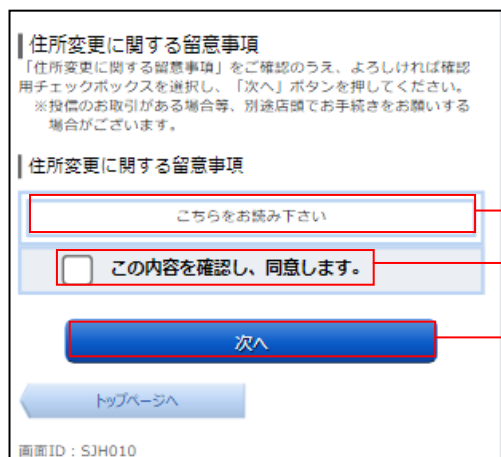 住所変更に関する留意事項
「住所変更に関する留意事項」をご確認のうえ、よろしければ確認
用チェックボックスを選択し、「次へ」ボタンを押してください。
※投信のお取引がある場合等、別途店頭でお手続きをお願いする
場合がございます。
住所変更に関する留意事項
こちらをお読み下さい
この内容を確認し、同意します。
次へ
トップページへ
画面ID：SJH010